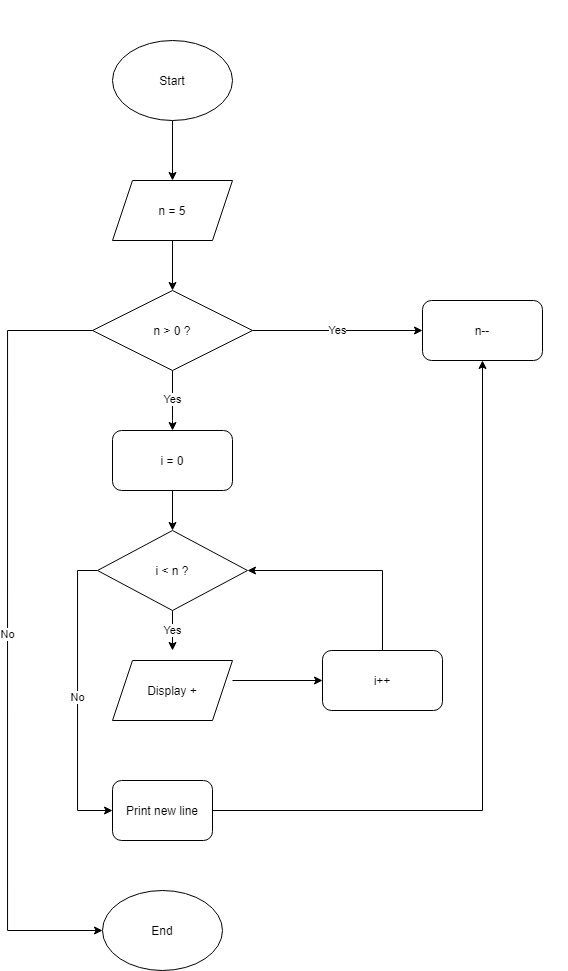 Start
n = 5
n > 0 ?
Yes
n--
Yes
i = 0
i < n ?
Yes
No
Display +
i++
No
Print new line
End